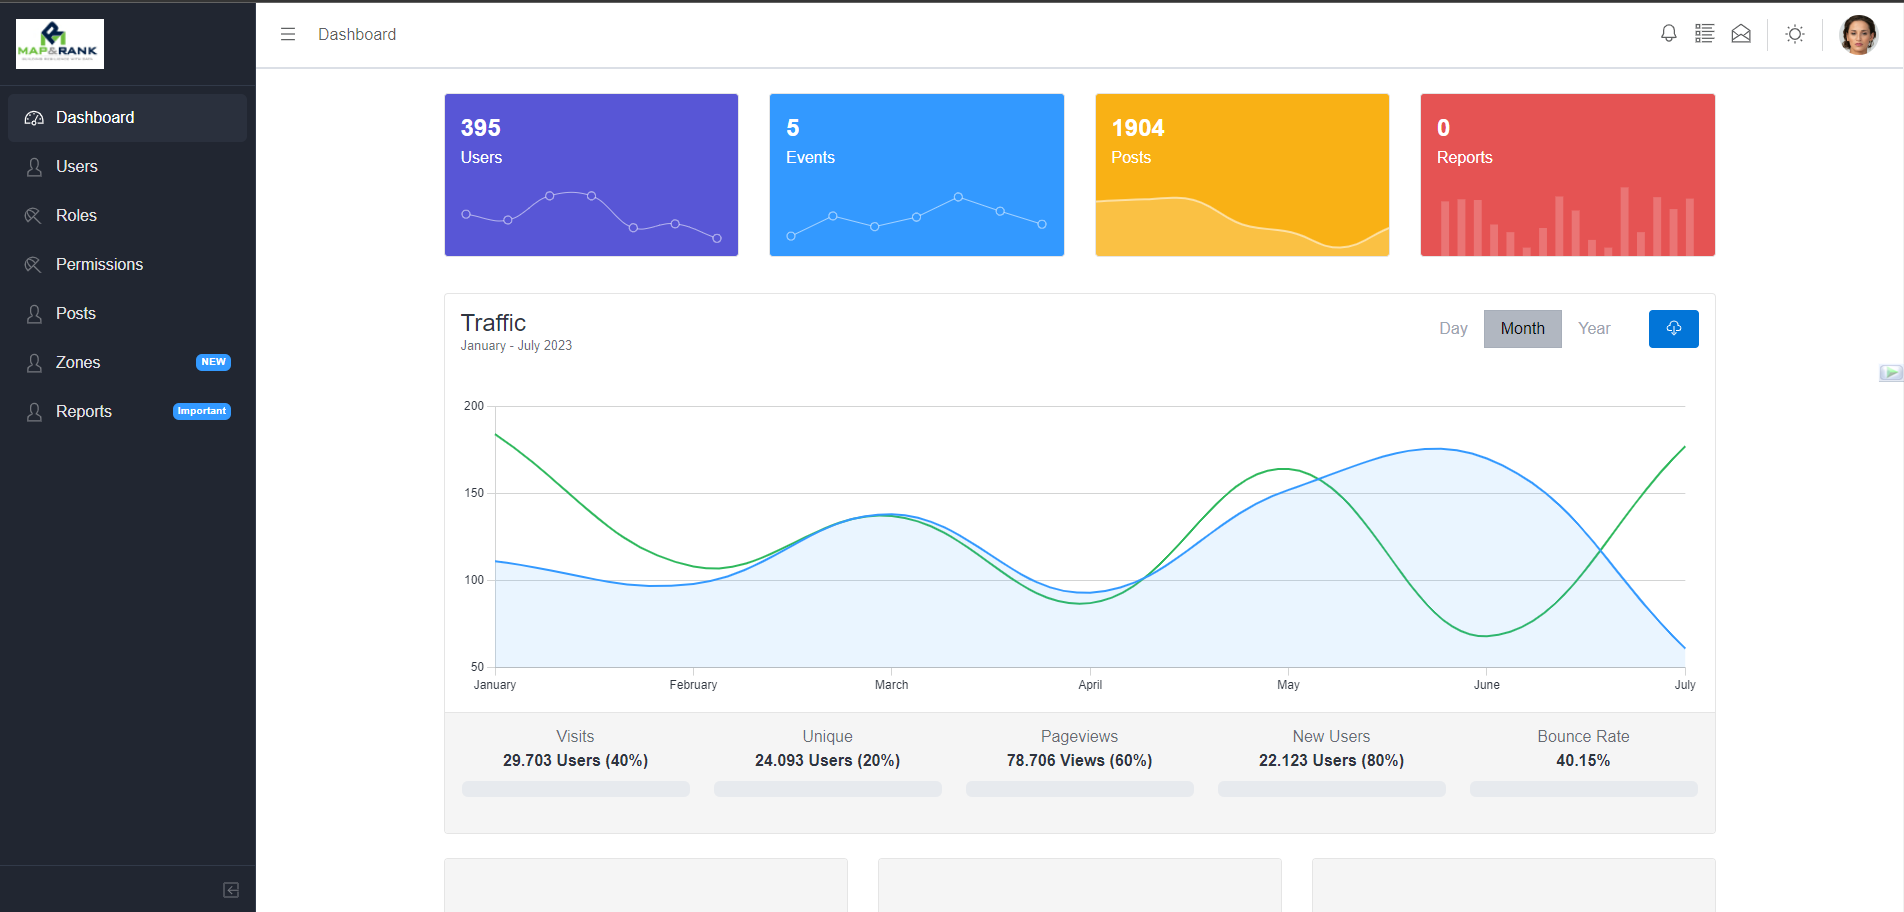 MAP&RANK
Dashboard
Users
Roles
Permissions
Posts
Zones
NEW
Reports
Important
Dashboard
395
Users
5
Events
1904
Posts
0
Reports
Traffic
January - July 2023
Day
Month
Year
200
150
100
50
January
February
March
April
May
June
July
Visits
29.703 Users (40%)
Unique
24.093 Users (20%)
Pageviews
78.706 Views (60%)
New Users
22.123 Users (80%)
Bounce Rate
40.15%